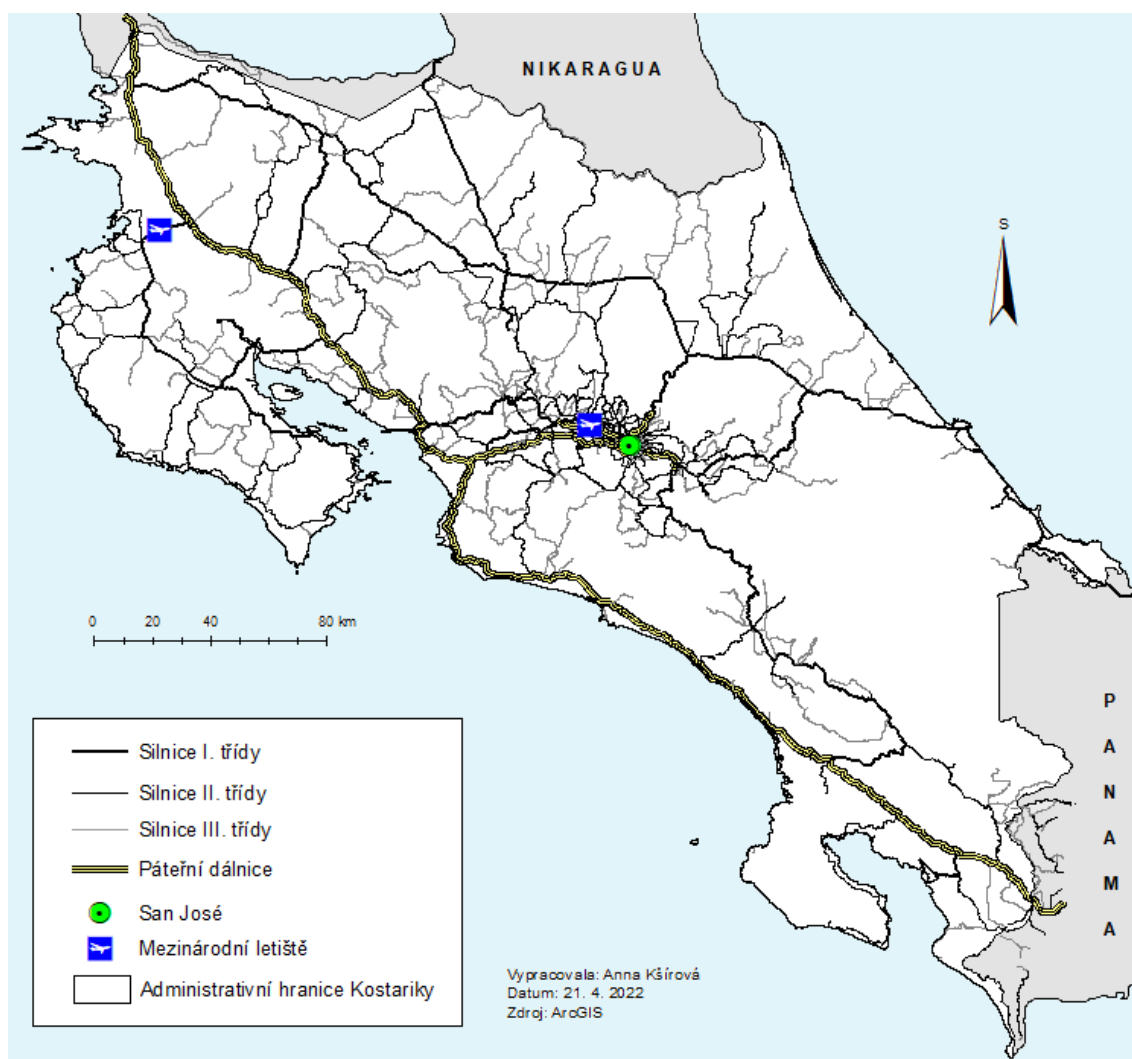 NIKARAGUA
S
0 20 40 80 km
PANAMA
Silnice I. třídy
Silnice II. třídy
Silnice III. třídy
Páteřní dálnice
San José
Mezinárodní letiště
Administrativní hranice Kostariky
Vypracovala: Anna Kšírová
Datum: 21. 4. 2022
Zdroj: ArcGIS